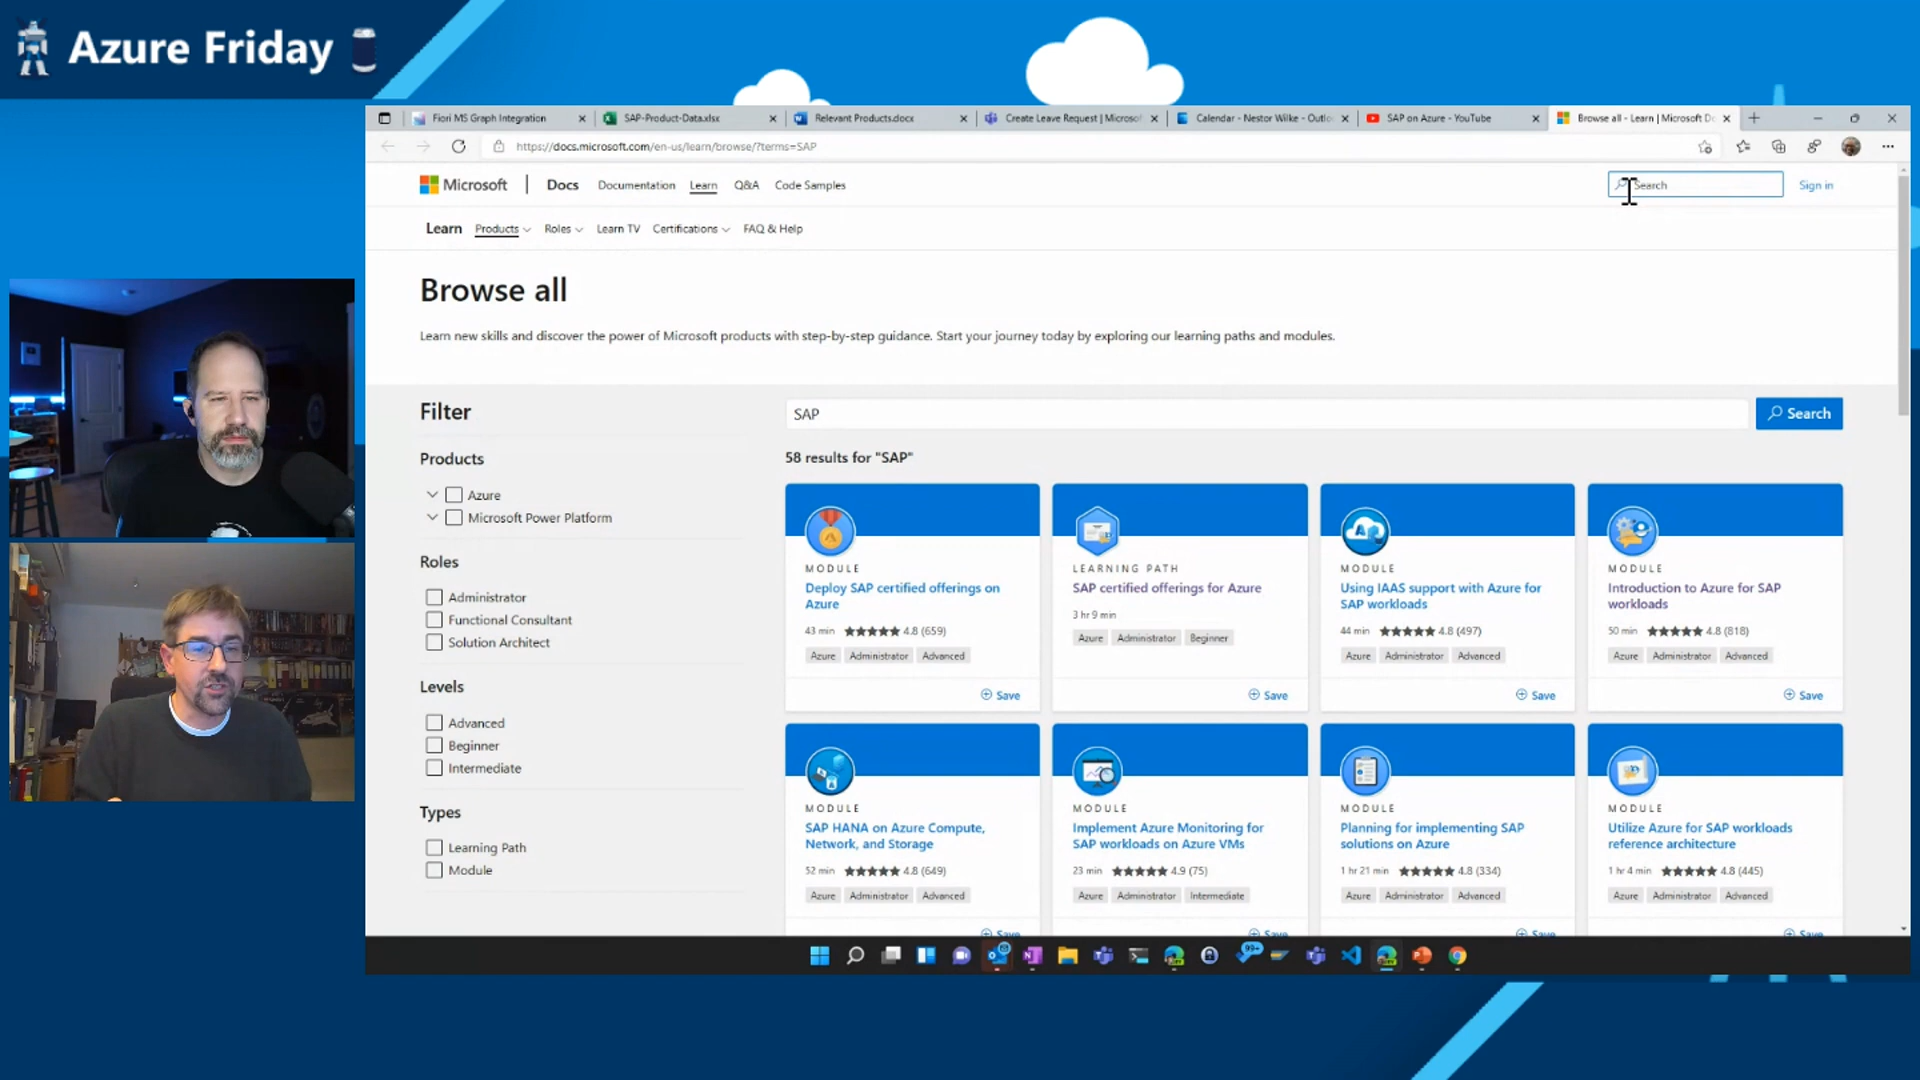 Azure Friday
Fiori MS Graph Integration
SAP-Product-Data.xlsx
Relevant Products.docx
Create Leave Request | Microsof
Calendar - Nestor Wilke - Outlo
SAP on Azure - YouTube
Browse all - Learn | Microsoft Do
https://docs.microsoft.com/en-us/learn/browse/?terms=SAP
Microsoft
Docs
Documentation
Learn
Q&A
Code Samples
Search
Sign in
Learn
Products
Roles
Learn TV
Certifications
FAQ & Help
Browse all
Learn new skills and discover the power of Microsoft products with step-by-step guidance. Start your journey today by exploring our learning paths and modules.
Filter
SAP
Search
Products
58 results for "SAP"
Azure
Microsoft Power Platform
Roles
Administrator
Functional Consultant
Solution Architect
Levels
Advanced
Beginner
Intermediate
Types
Learning Path
Module
MODULE
Deploy SAP certified offerings on
Azure
43 min 4.8 (659)
Azure Administrator Advanced
Save
LEARNING PATH
SAP certified offerings for Azure
3 hr 9 min
Azure Administrator Beginner
Save
MODULE
Using IAAS support with Azure for
SAP workloads
44 min 4.8 (497)
Azure Administrator Advanced
Save
MODULE
Introduction to Azure for SAP
workloads
50 min 4.8 (818)
Azure Administrator Advanced
Save
MODULE
SAP HANA on Azure Compute,
Network, and Storage
52 min 4.8 (649)
Azure Administrator Advanced
Save
MODULE
Implement Azure Monitoring for
SAP workloads on Azure VMs
23 min 4.9 (75)
Azure Administrator Intermediate
Save
MODULE
Planning for implementing SAP
solutions on Azure
1 hr 21 min 4.8 (334)
Azure Administrator Advanced
Save
MODULE
Utilize Azure for SAP workloads
reference architecture
1 hr 4 min 4.8 (445)
Azure Administrator Advanced
Save
99+